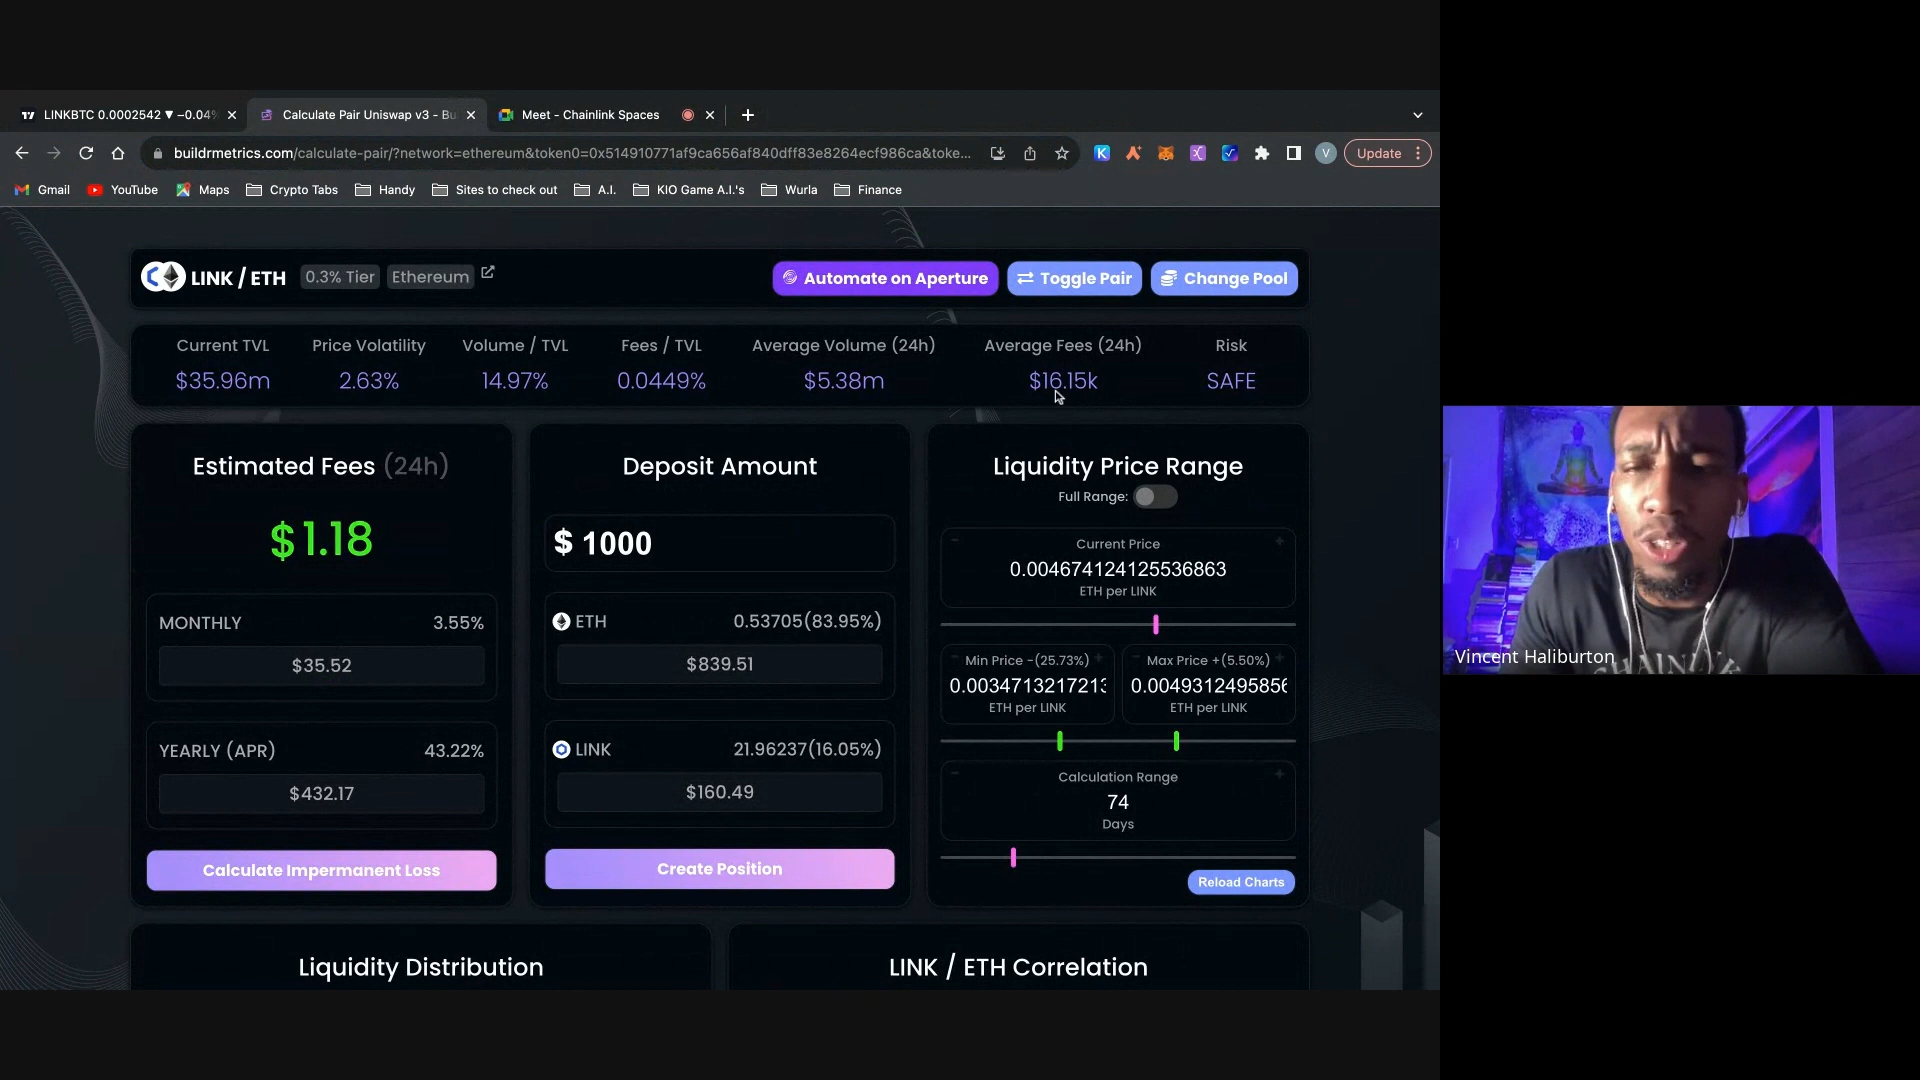 LINKBTC 0.0002542 ▼ −0.04%
Calculate Pair Uniswap v3 - Bu
Meet - Chainlink Spaces
buildrmetrics.com/calculate-pair/?network=ethereum&token0=0x514910771af9ca656af840dff83e8264ecf986ca&toke...
V
Update
Gmail
YouTube
Maps
Crypto Tabs
Handy
Sites to check out
A.I.
KIO Game A.I.'s
Wurla
Finance
LINK / ETH
0.3% Tier
Ethereum
Automate on Aperture
Toggle Pair
Change Pool
Current TVL
$35.96m
Price Volatility
2.63%
Volume / TVL
14.97%
Fees / TVL
0.0449%
Average Volume (24h)
$5.38m
Average Fees (24h)
$16.15k
Risk
SAFE
Estimated Fees (24h)
$1.18
MONTHLY 3.55%
$35.52
YEARLY (APR) 43.22%
$432.17
Calculate Impermanent Loss
Deposit Amount
$ 1000
ETH 0.53705(83.95%)
$839.51
LINK 21.96237(16.05%)
$160.49
Create Position
Liquidity Price Range
Full Range:
Current Price
0.004674124125536863
ETH per LINK
Min Price -(25.73%)
0.0034713217213
ETH per LINK
Max Price +(5.50%)
0.0049312495856
ETH per LINK
Calculation Range
74
Days
Reload Charts
Liquidity Distribution
LINK / ETH Correlation
Vincent Haliburton